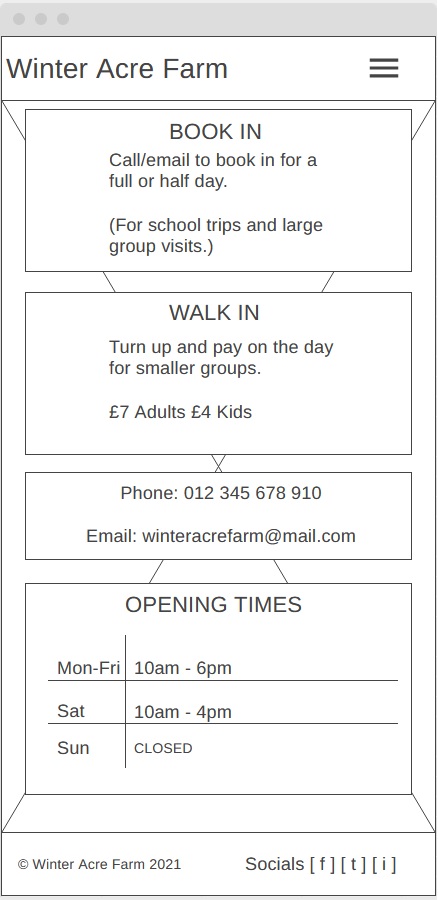 Winter Acre Farm
BOOK IN
Call/email to book in for a
full or half day.
(For school trips and large
group visits.)
WALK IN
Turn up and pay on the day
for smaller groups.
£7 Adults £4 Kids
Phone: 012 345 678 910
Email: winteracrefarm@mail.com
OPENING TIMES
Mon-Fri 10am - 6pm
Sat 10am - 4pm
Sun CLOSED
© Winter Acre Farm 2021 Socials [ f ] [ t ] [ i ]